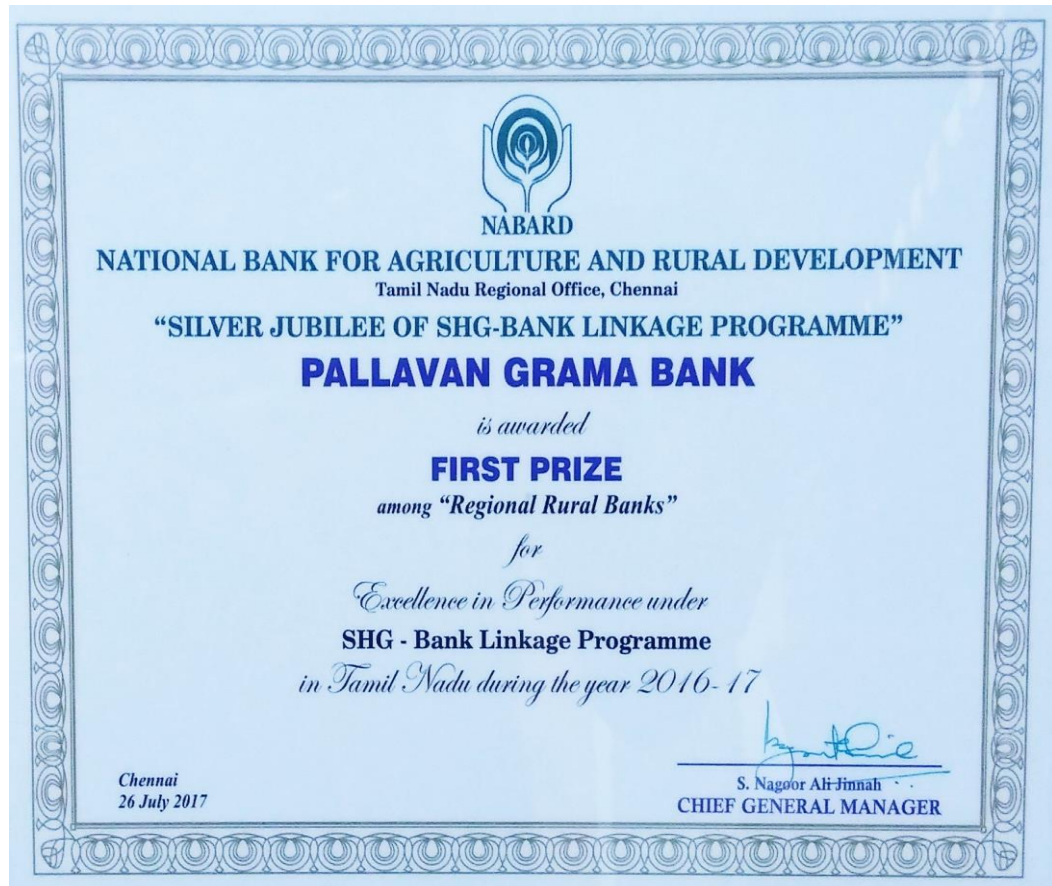 NABARD
NATIONAL BANK FOR AGRICULTURE AND RURAL DEVELOPMENT
Tamil Nadu Regional Office, Chennai
“SILVER JUBILEE OF SHG-BANK LINKAGE PROGRAMME”
PALLAVAN GRAMA BANK
is awarded
FIRST PRIZE
among “Regional Rural Banks”
for
Excellence in Performance under
SHG - Bank Linkage Programme
in Tamil Nadu during the year 2016-17
Chennai
26 July 2017
S. Nagoor Ali Jinnah
CHIEF GENERAL MANAGER